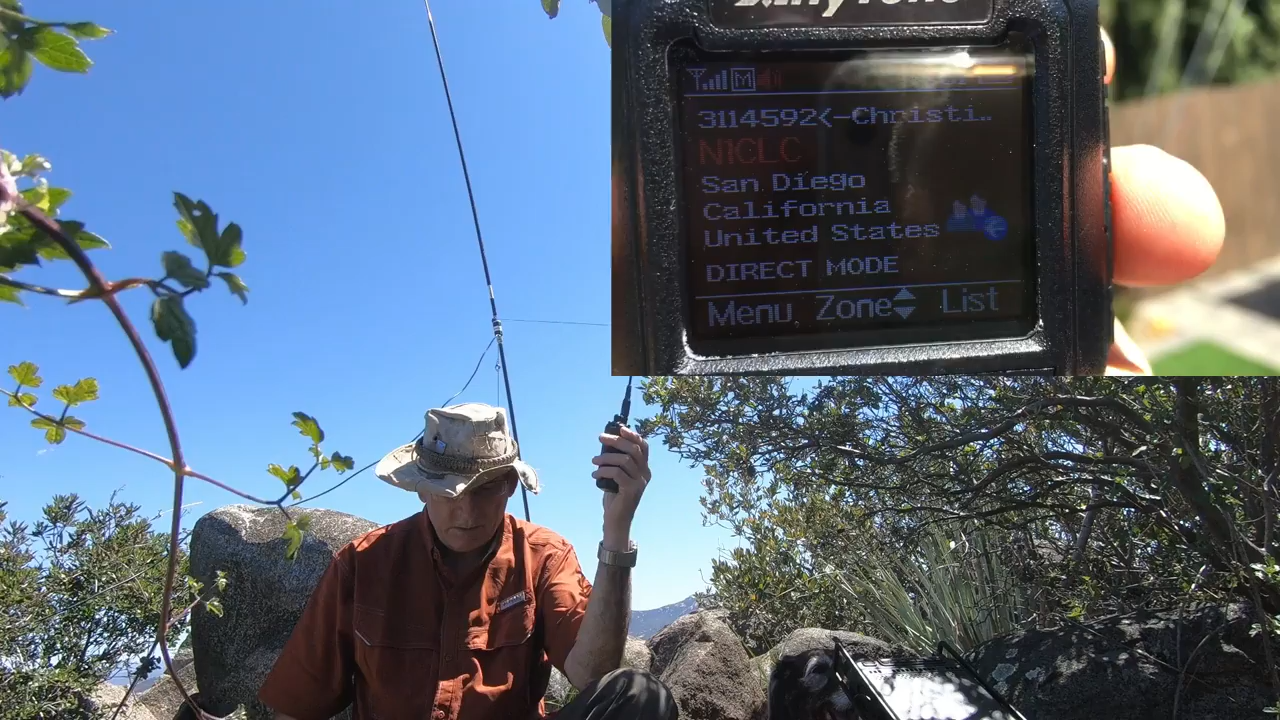 3114592<-Christi..
N1CLC
San Diego
California
United States
DIRECT MODE
Menu Zone List